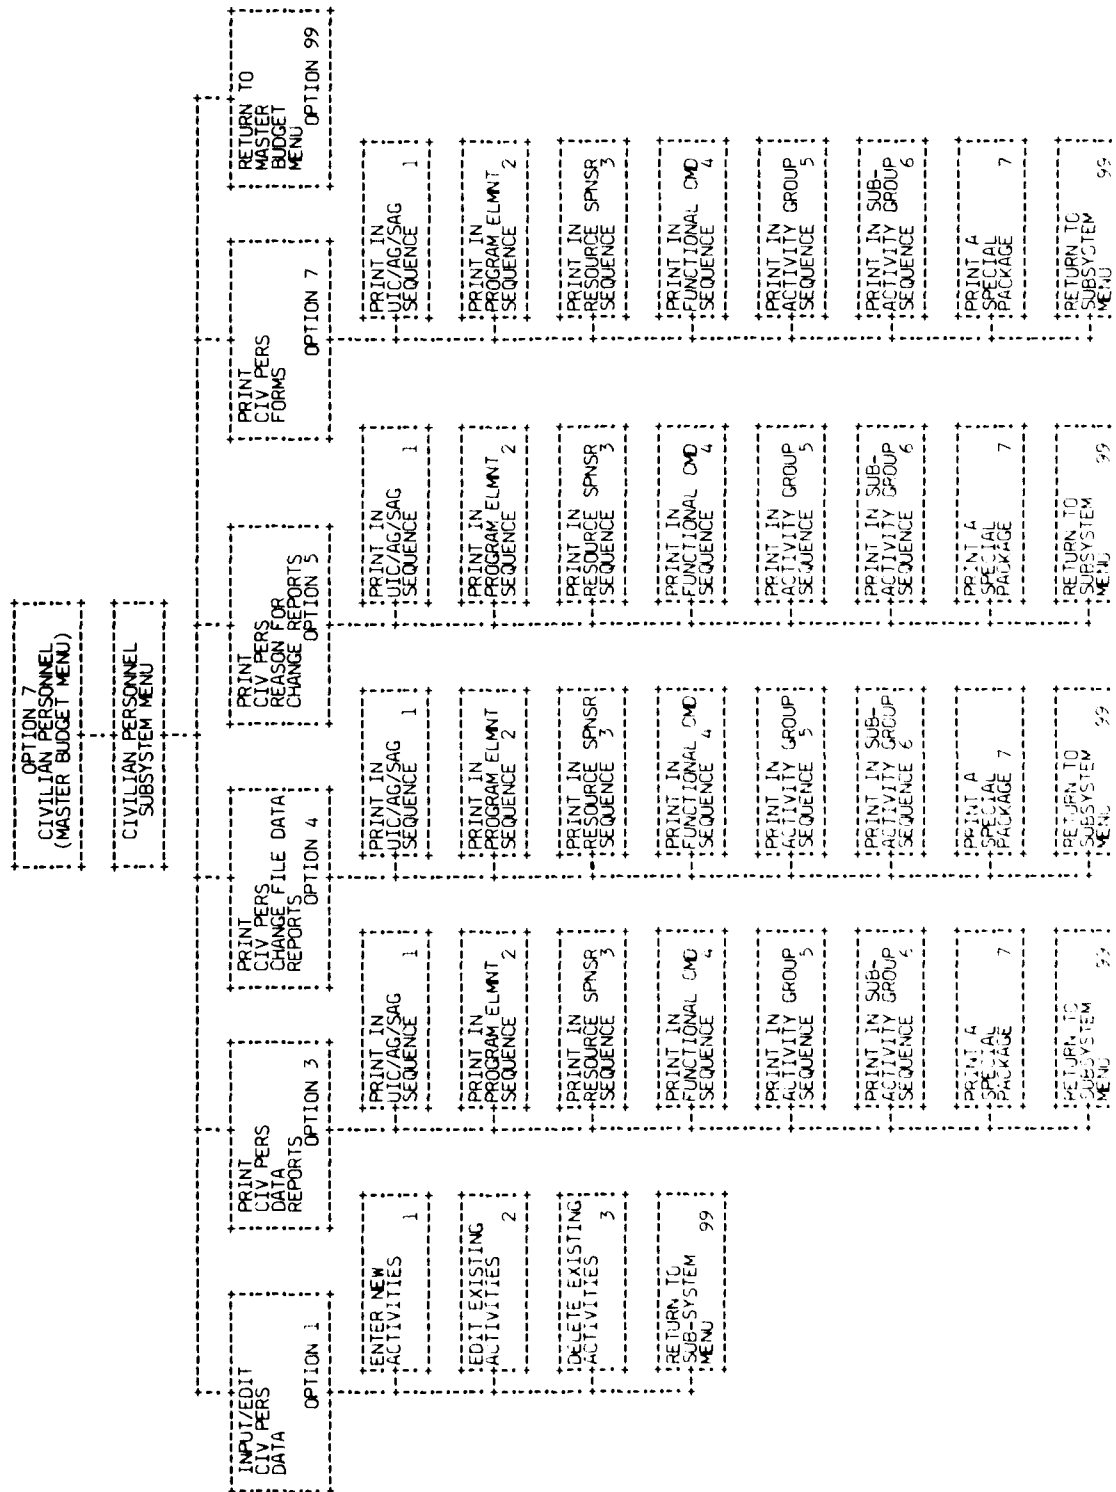 OPTION 7
CIVILIAN PERSONNEL
(MASTER BUDGET MENU)
CIVILIAN PERSONNEL
SUBSYSTEM MENU
INPUT/EDIT
CIV PERS
DATA
OPTION 1
ENTER NEW
ACTIVITIES
1
EDIT EXISTING
ACTIVITIES
2
DELETE EXISTING
ACTIVITIES
3
RETURN TO
SUB-SYSTEM
MENU
99
PRINT
CIV PERS
DATA
REPORTS
OPTION 3
PRINT IN
UIC/AG/SAG
SEQUENCE 1
PRINT IN
PROGRAM ELMNT
SEQUENCE 2
PRINT IN
RESOURCE SPNSR
SEQUENCE 3
PRINT IN
FUNCTIONAL CMD
SEQUENCE 4
PRINT IN
ACTIVITY GROUP
SEQUENCE 5
PRINT IN SUB-
ACTIVITY GROUP
SEQUENCE 6
PRINT A
SPECIAL
PACKAGE 7
RETURN TO
SUBSYSTEM
MENU 99
PRINT
CIV PERS
CHANGE FILE DATA
REPORTS
OPTION 4
PRINT IN
UIC/AG/SAG
SEQUENCE 1
PRINT IN
PROGRAM ELMNT
SEQUENCE 2
PRINT IN
RESOURCE SPNSR
SEQUENCE 3
PRINT IN
FUNCTIONAL CMD
SEQUENCE 4
PRINT IN
ACTIVITY GROUP
SEQUENCE 5
PRINT IN SUB-
ACTIVITY GROUP
SEQUENCE 6
PRINT A
SPECIAL
PACKAGE 7
RETURN TO
SUBSYSTEM
MENU 99
PRINT
CIV PERS
REASON FOR
CHANGE REPORTS
OPTION 5
PRINT IN
UIC/AG/SAG
SEQUENCE 1
PRINT IN
PROGRAM ELMNT
SEQUENCE 2
PRINT IN
RESOURCE SPNSR
SEQUENCE 3
PRINT IN
FUNCTIONAL CMD
SEQUENCE 4
PRINT IN
ACTIVITY GROUP
SEQUENCE 5
PRINT IN SUB-
ACTIVITY GROUP
SEQUENCE 6
PRINT A
SPECIAL
PACKAGE 7
RETURN TO
SUBSYSTEM
MENU 99
PRINT
CIV PERS
FORMS
OPTION 7
PRINT IN
UIC/AG/SAG
SEQUENCE 1
PRINT IN
PROGRAM ELMNT
SEQUENCE 2
PRINT IN
RESOURCE SPNSR
SEQUENCE 3
PRINT IN
FUNCTIONAL CMD
SEQUENCE 4
PRINT IN
ACTIVITY GROUP
SEQUENCE 5
PRINT IN SUB-
ACTIVITY GROUP
SEQUENCE 6
PRINT A
SPECIAL
PACKAGE 7
RETURN TO
SUBSYSTEM
MENU 99
RETURN TO
MASTER
BUDGET
MENU
OPTION 99